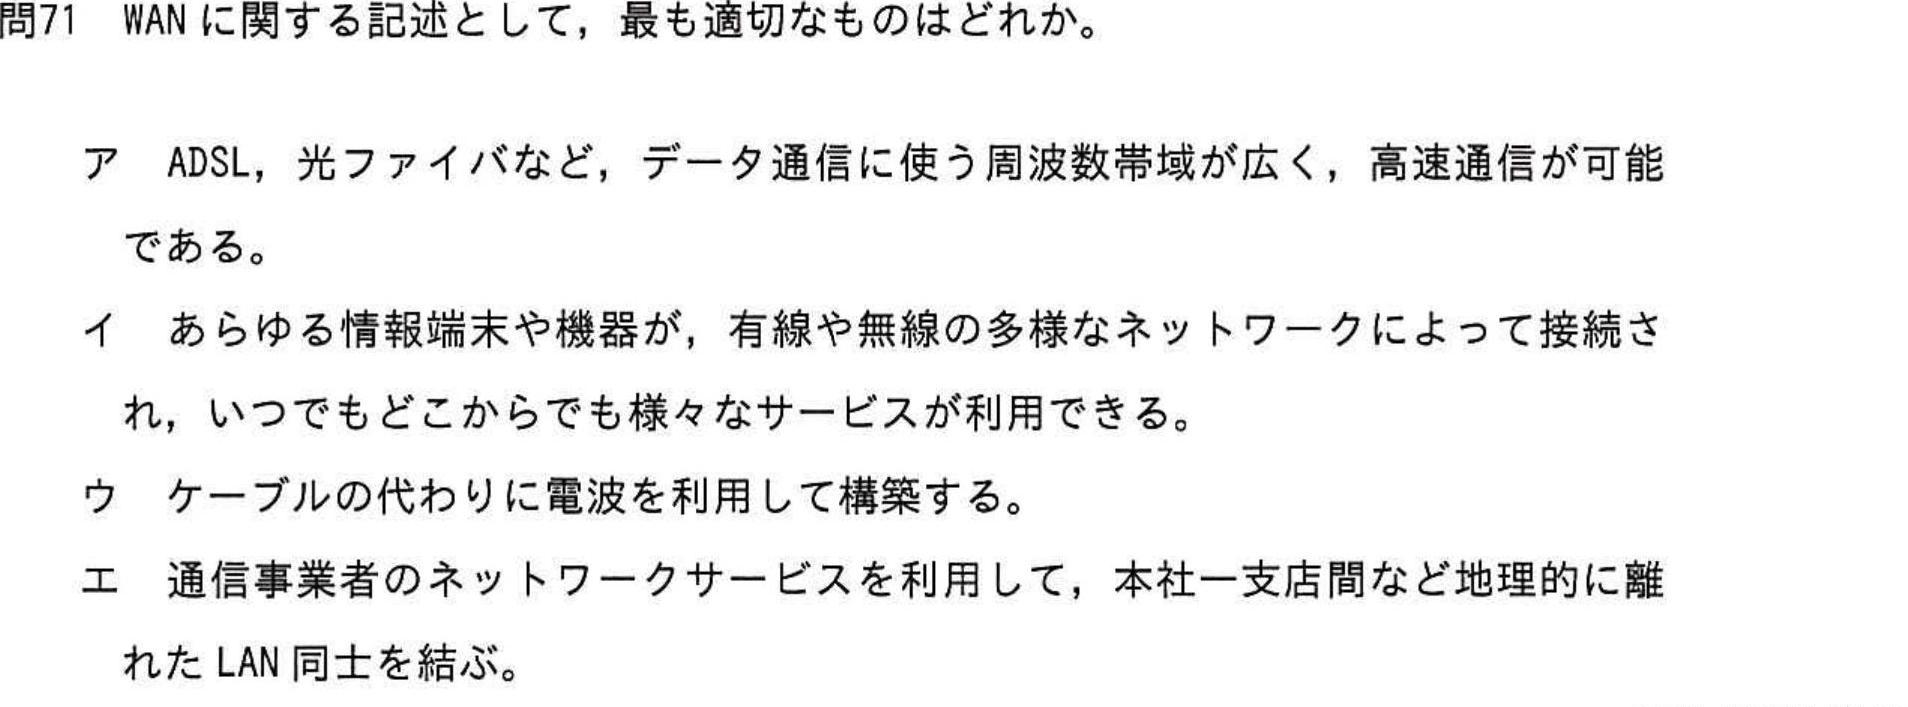 問71 WANに関する記述として，最も適切なものはどれか。
ア ADSL，光ファイバなど，データ通信に使う周波数帯域が広く，高速通信が可能
である。
イ あらゆる情報端末や機器が，有線や無線の多様なネットワークによって接続さ
れ，いつでもどこからでも様々なサービスが利用できる。
ウ ケーブルの代わりに電波を利用して構築する。
エ 通信事業者のネットワークサービスを利用して，本社―支店間など地理的に離
れたLAN同士を結ぶ。